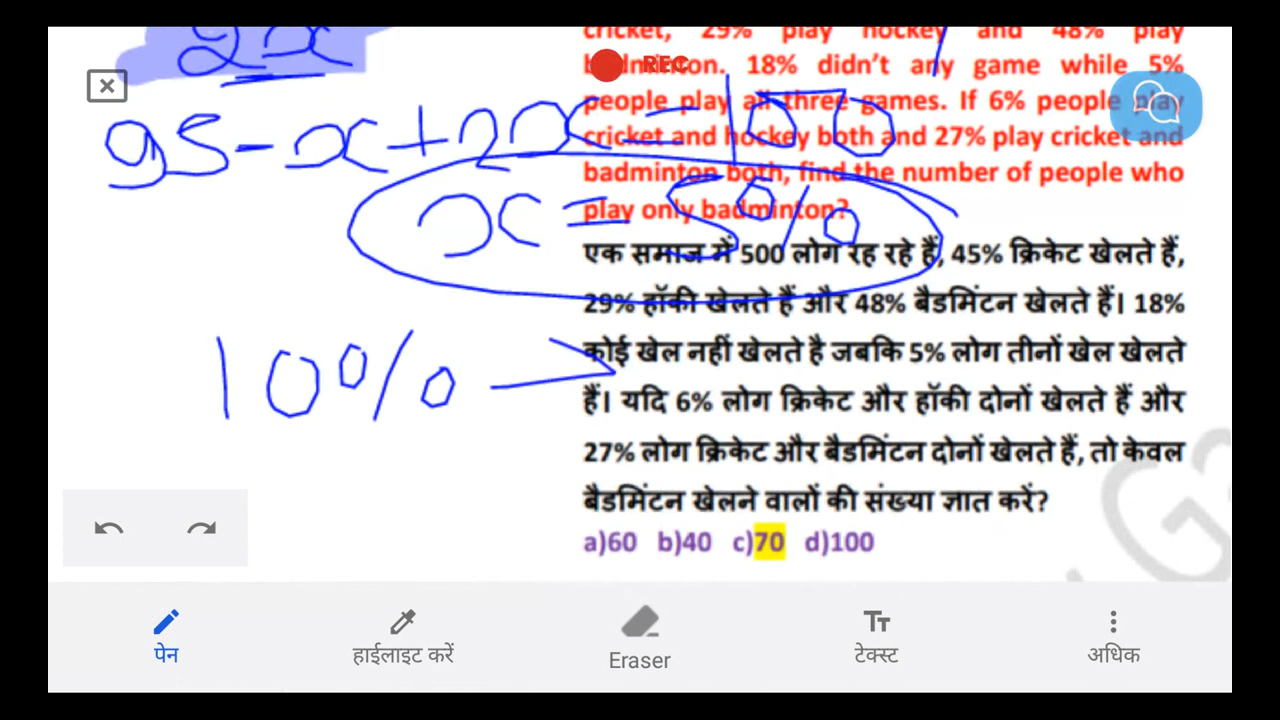 2x
cricket, 29% play hockey and 48% play
REC
badminton. 18% didn't any game while 5%
people play all three games. If 6% people play
95-x+2x=100
cricket and hockey both and 27% play cricket and
badminton both, find the number of people who
x=5%
play only badminton?
एक समाज में 500 लोग रह रहे हैं, 45% क्रिकेट खेलते हैं,
29% हॉकी खेलते हैं और 48% बैडमिंटन खेलते हैं। 18%
10%
कोई खेल नहीं खेलते है जबकि 5% लोग तीनों खेल खेलते
हैं। यदि 6% लोग क्रिकेट और हॉकी दोनों खेलते हैं और
27% लोग क्रिकेट और बैडमिंटन दोनों खेलते हैं, तो केवल
बैडमिंटन खेलने वालों की संख्या ज्ञात करें?
a)60 b)40 c)70 d)100
पेन
हाईलाइट करें
Eraser
टेक्स्ट
अधिक